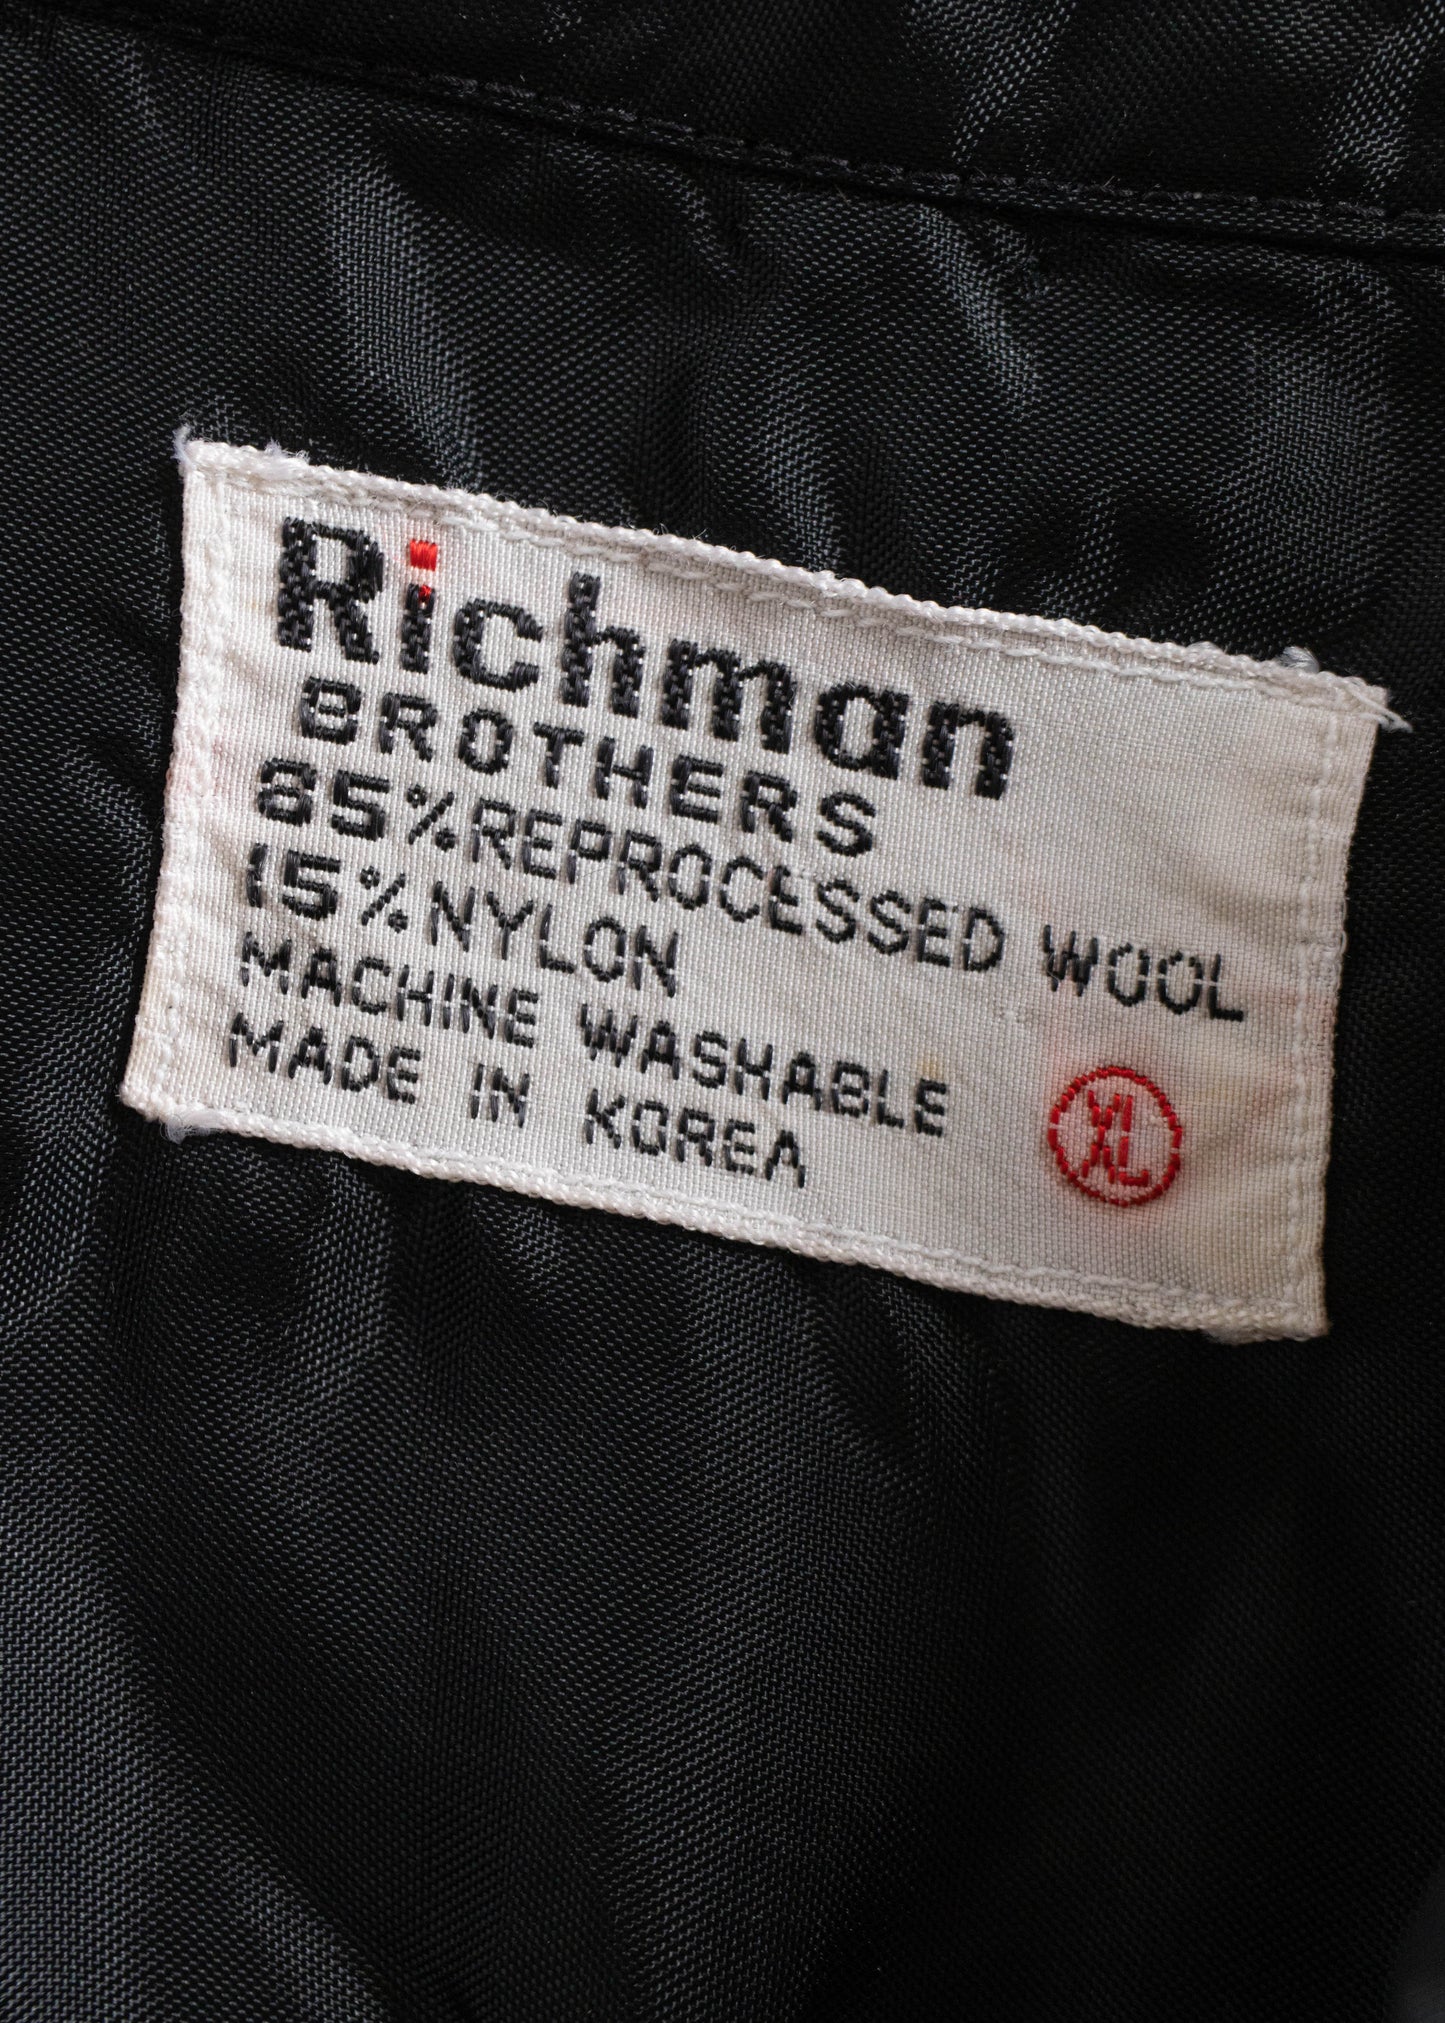 Richman
BROTHERS
85% REPROCESSED WOOL
15% NYLON
MACHINE WASHABLE
MADE IN KOREA
XL